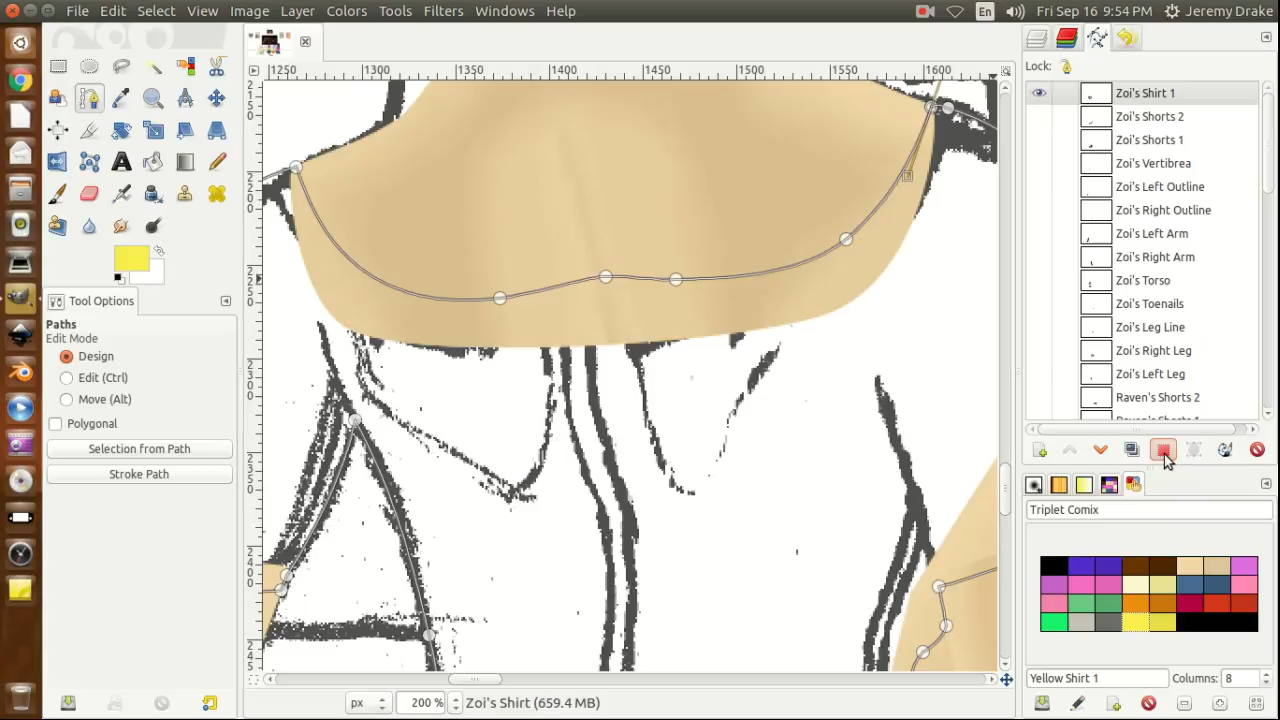 File Edit Select View Image Layer Colors Tools Filters Windows Help
En Fri Sep 16 9:54 PM Jeremy Drake
1250 1300 1350 1400 1450 1500 1550 1600
Lock:
Zoi's Shirt 1
Zoi's Shorts 2
Zoi's Shorts 1
Zoi's Vertibrea
Zoi's Left Outline
Zoi's Right Outline
Zoi's Left Arm
Zoi's Right Arm
Zoi's Torso
Zoi's Toenails
Zoi's Leg Line
Zoi's Right Leg
Zoi's Left Leg
Raven's Shorts 2
Tool Options
Paths
Edit Mode
Design
Edit (Ctrl)
Move (Alt)
Polygonal
Selection from Path
Stroke Path
Triplet Comix
Yellow Shirt 1 Columns: 8
px 200 % Zoi's Shirt (659.4 MB)